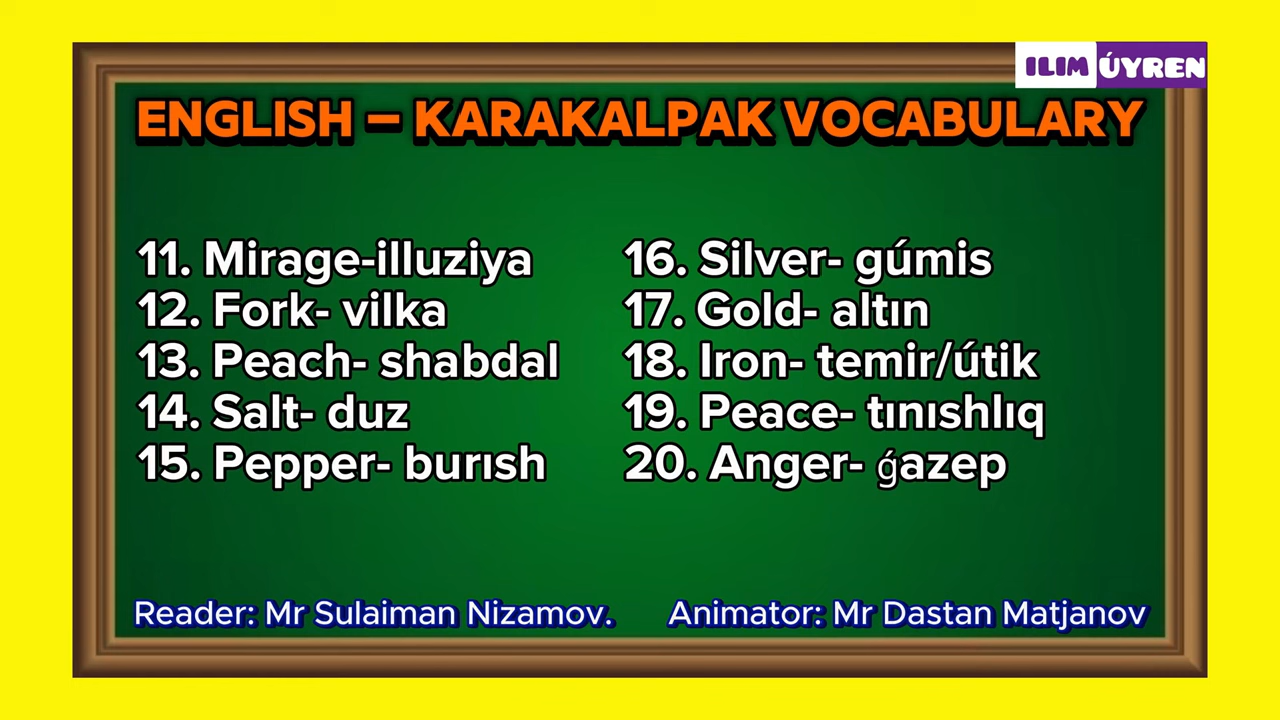 ILIM ÚYREN
ENGLISH – KARAKALPAK VOCABULARY
11. Mirage-illuziya
12. Fork- vilka
13. Peach- shabdal
14. Salt- duz
15. Pepper- burısh
16. Silver- gúmis
17. Gold- altın
18. Iron- temir/útik
19. Peace- tınıshlıq
20. Anger- ǵazep
Reader: Mr Sulaiman Nizamov.
Animator: Mr Dastan Matjanov